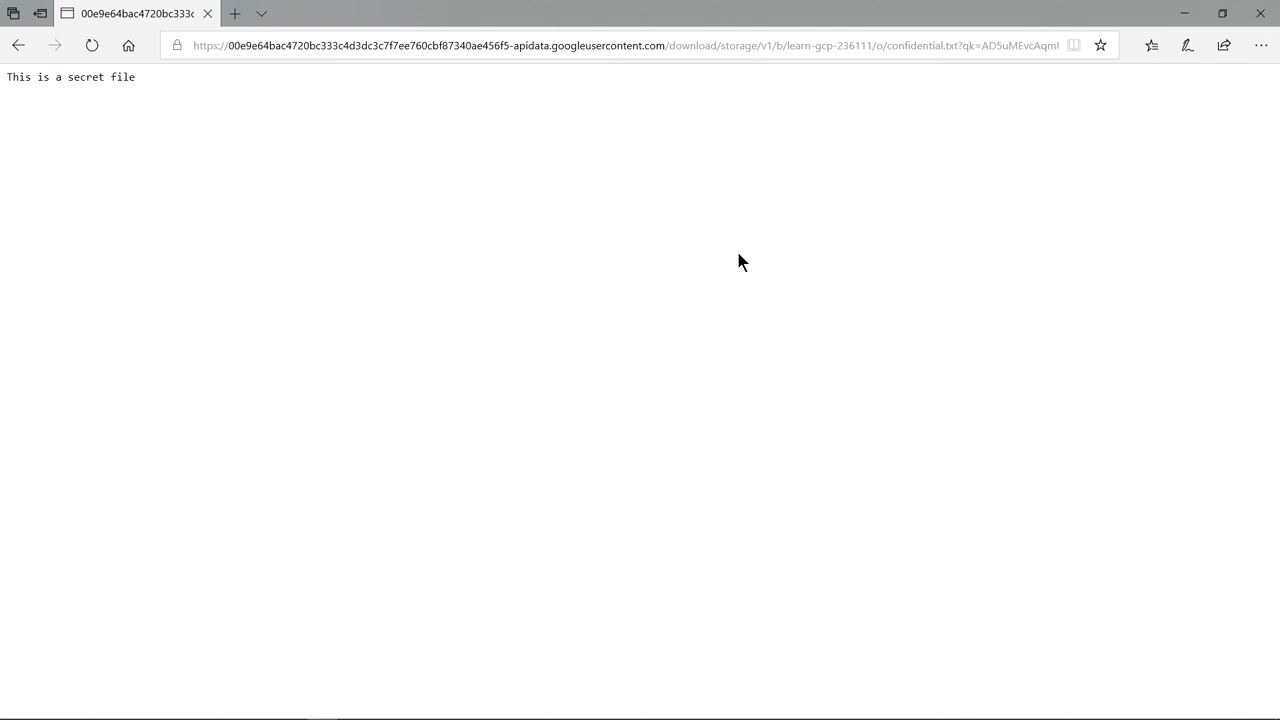 00e9e64bac4720bc333c
https://00e9e64bac4720bc333c4d3dc3c7f7ee760cbf87340ae456f5-apidata.googleusercontent.com/download/storage/v1/b/learn-gcp-236111/o/confidential.txt?qk=AD5uMEvcAqm
This is a secret file